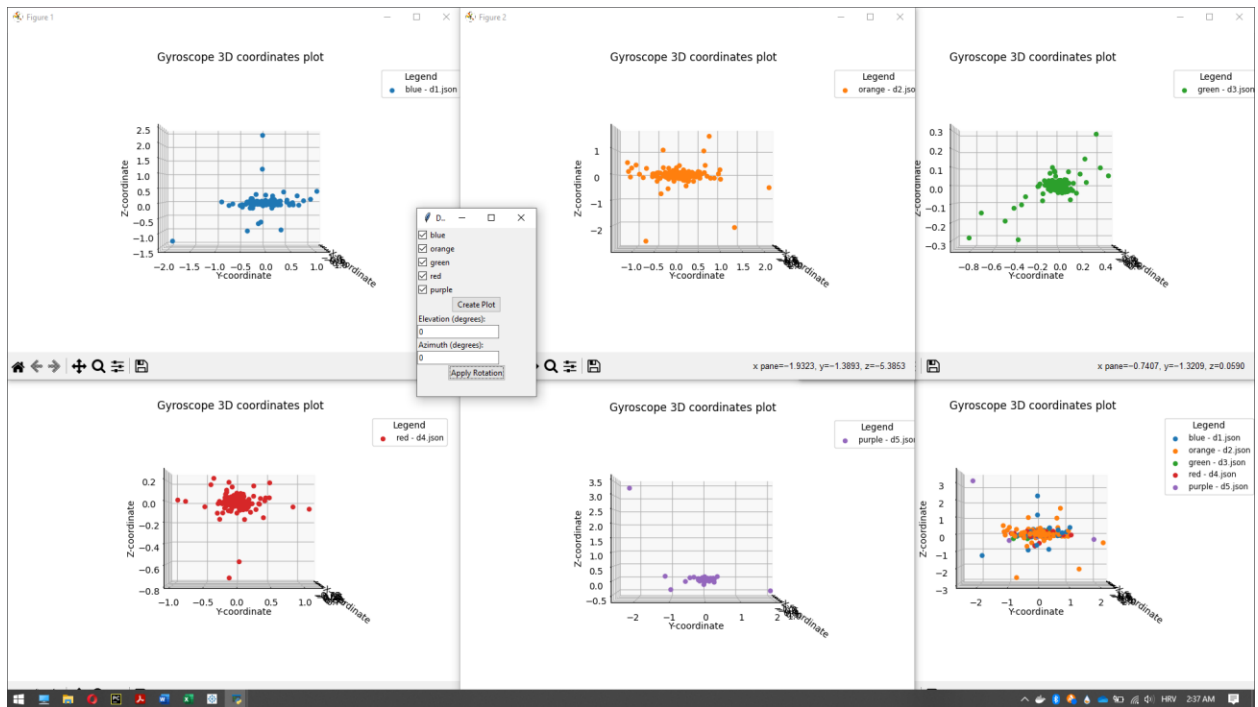 Figure 1
Gyroscope 3D coordinates plot
Legend
blue - d1.json
2.5
2.0
1.5
1.0
0.5
0.0
−0.5
−1.0
−1.5
Z-coordinate
−2.0 −1.5 −1.0 −0.5 0.0 0.5 1.0
Y-coordinate
Figure 2
Gyroscope 3D coordinates plot
Legend
orange - d2.json
1
0
−1
−2
Z-coordinate
−1.0 −0.5 0.0 0.5 1.0 1.5 2.0
Y-coordinate
x pane=−1.9323, y=−1.3893, z=−5.3853
Gyroscope 3D coordinates plot
Legend
green - d3.json
0.3
0.2
0.1
0.0
−0.1
−0.2
−0.3
Z-coordinate
−0.8 −0.6 −0.4 −0.2 0.0 0.2 0.4
Y-coordinate
x pane=−0.7407, y=−1.3209, z=0.0590
D..
blue
orange
green
red
purple
Create Plot
Elevation (degrees):
0
Azimuth (degrees):
0
Apply Rotation
Gyroscope 3D coordinates plot
Legend
red - d4.json
0.2
0.0
−0.2
−0.4
−0.6
−0.8
Z-coordinate
−1.0 −0.5 0.0 0.5 1.0
Y-coordinate
Gyroscope 3D coordinates plot
Legend
purple - d5.json
3.5
3.0
2.5
2.0
1.5
1.0
0.5
0.0
−0.5
Z-coordinate
−2 −1 0 1 2
Y-coordinate
Gyroscope 3D coordinates plot
Legend
blue - d1.json
orange - d2.json
green - d3.json
red - d4.json
purple - d5.json
3
2
1
0
−1
−2
−3
Z-coordinate
−2 −1 0 1 2
Y-coordinate
HRV 2:37 AM